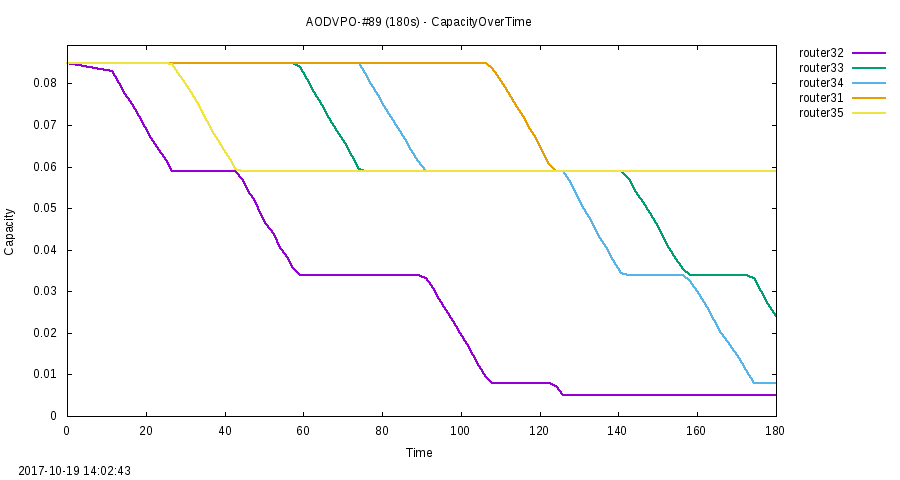 AODVPO-#89 (180s) - CapacityOverTime
router32
router33
router34
router31
router35
0.08
0.07
0.06
0.05
0.04
0.03
0.02
0.01
0
Capacity
0 20 40 60 80 100 120 140 160 180
Time
2017-10-19 14:02:43